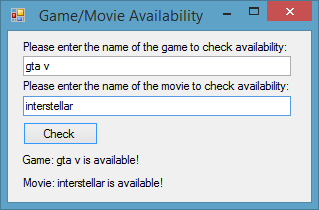 Game/Movie Availability
Please enter the name of the game to check availability:
gta v
Please enter the name of the movie to check availability:
interstellar
Check
Game: gta v is available!
Movie: interstellar is available!